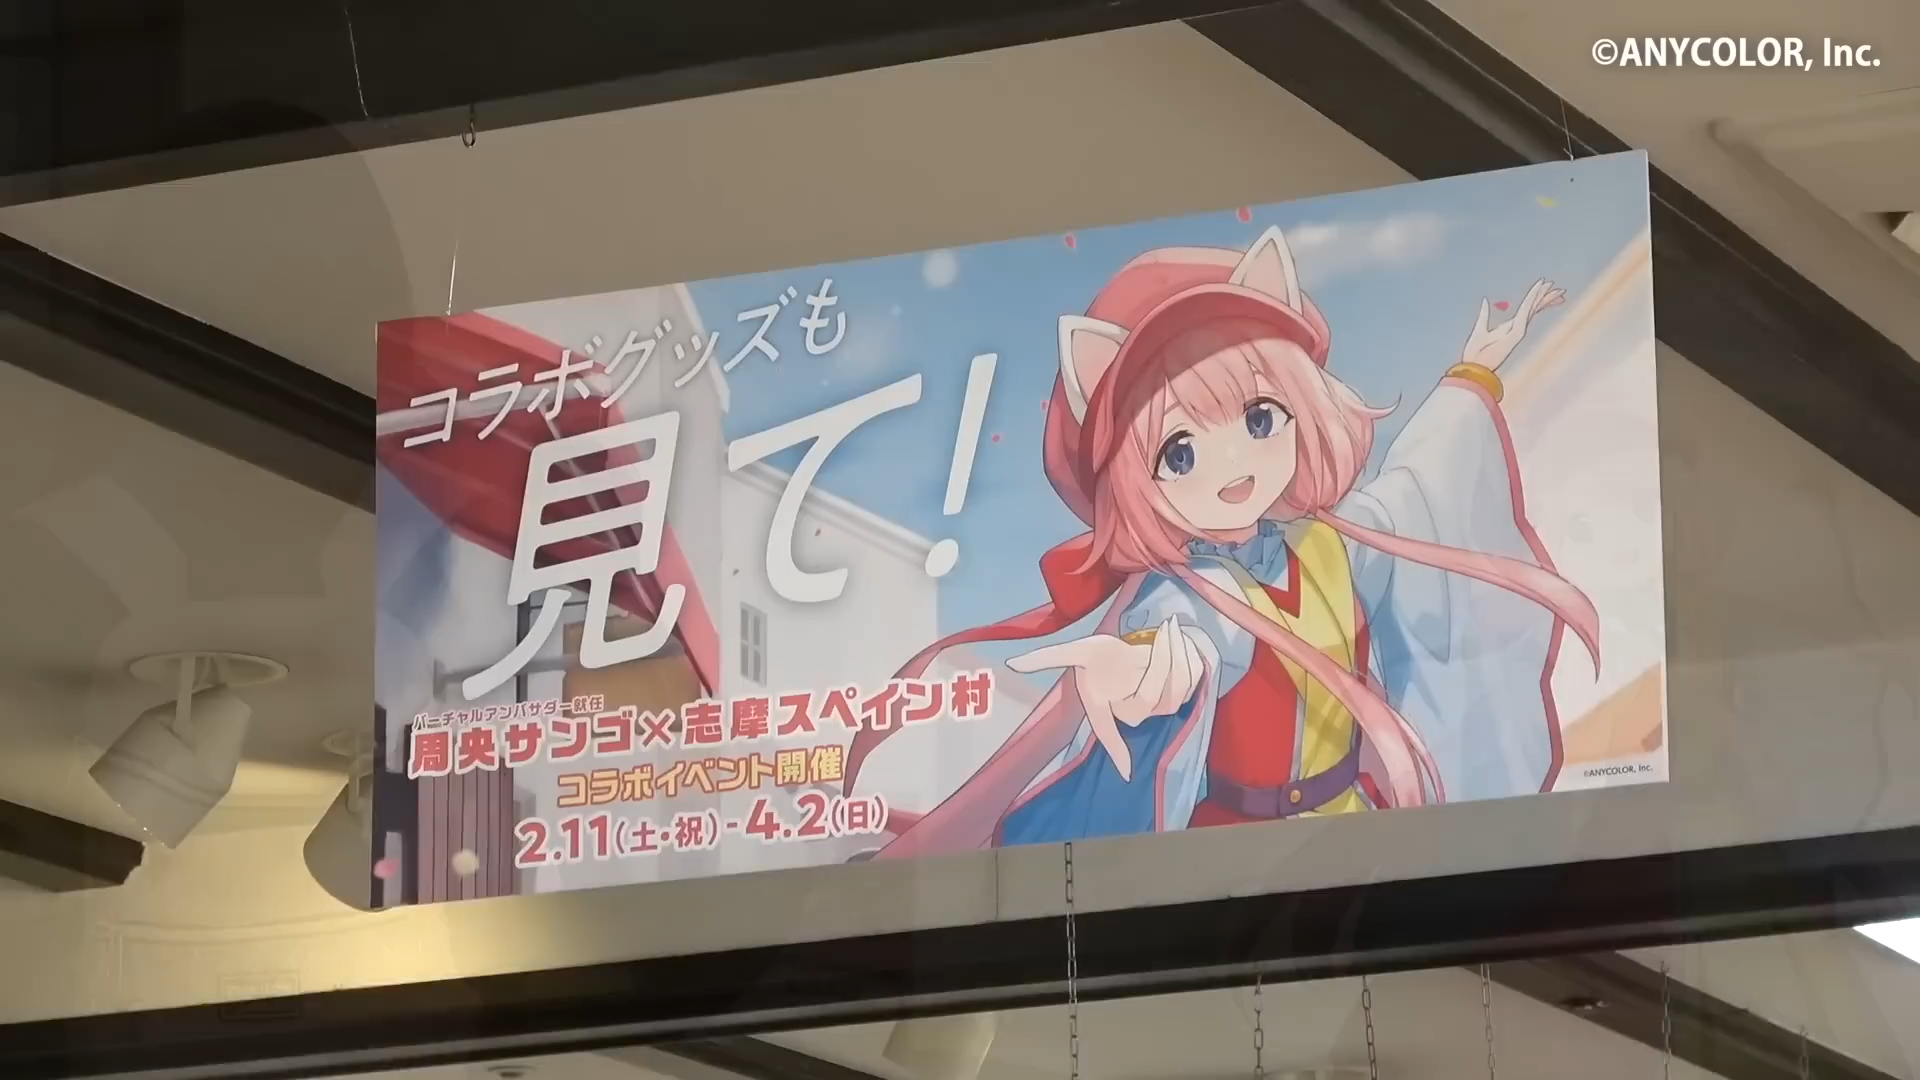 ©ANYCOLOR, Inc.
コラボグッズも
見て!
バーチャルアンバサダー就任
周央サンゴ×志摩スペイン村
コラボイベント開催
2.11(土・祝)-4.2(日)
©ANYCOLOR, Inc.